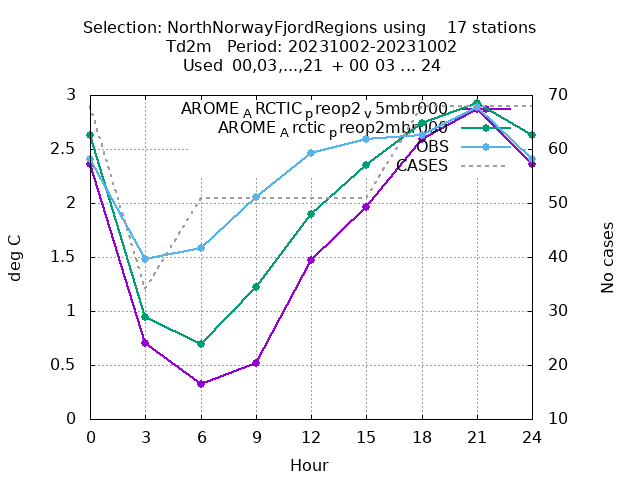 Selection: NorthNorwayFjordRegions using 17 stations
Td2m Period: 20231002-20231002
Used 00,03,...,21 + 00 03 ... 24
3
2.5
2
1.5
1
0.5
0
70
60
50
40
30
20
10
AROME_ARCTIC_preop2_v5mbr000
AROME_Arctic_preop2mbr000
OBS
CASES
deg C
No cases
0 3 6 9 12 15 18 21 24
Hour